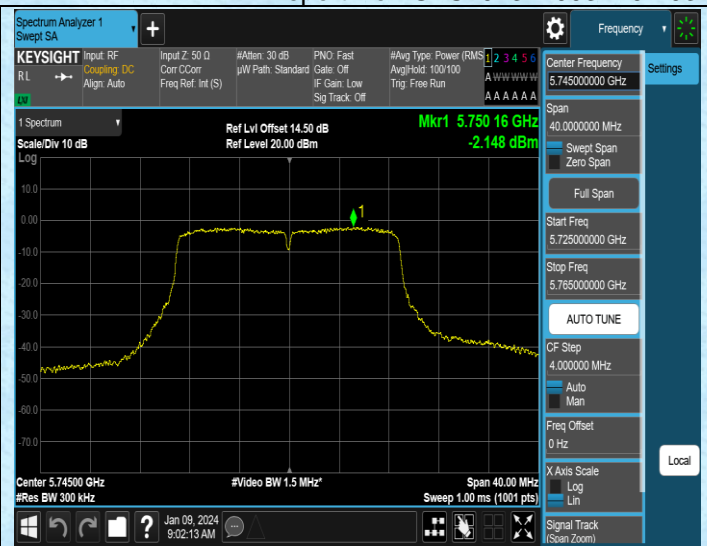 Spectrum Analyzer 1
Swept SA
+
Frequency
KEYSIGHT
RL
LXI
Input: RF
Coupling: DC
Align: Auto
Input Z: 50 Ω
Corr CCorr
Freq Ref: Int (S)
#Atten: 30 dB
µW Path: Standard
PNO: Fast
Gate: Off
IF Gain: Low
Sig Track: Off
#Avg Type: Power (RMS
Avg|Hold: 100/100
Trig: Free Run
1 2 3 4 5 6
A W W W W W
A A A A A A
1 Spectrum
Scale/Div 10 dB
Log
Ref Lvl Offset 14.50 dB
Ref Level 20.00 dBm
Mkr1 5.750 16 GHz
-2.148 dBm
10.0
0.00
-10.0
-20.0
-30.0
-40.0
-50.0
-60.0
-70.0
1
Center 5.74500 GHz
#Res BW 300 kHz
#Video BW 1.5 MHz*
Span 40.00 MHz
Sweep 1.00 ms (1001 pts)
Jan 09, 2024
9:02:13 AM
?
Center Frequency
5.745000000 GHz
Span
40.0000000 MHz
Swept Span
Zero Span
Full Span
Start Freq
5.725000000 GHz
Stop Freq
5.765000000 GHz
AUTO TUNE
CF Step
4.000000 MHz
Auto
Man
Freq Offset
0 Hz
X Axis Scale
Log
Lin
Signal Track
(Span Zoom)
Settings
Local